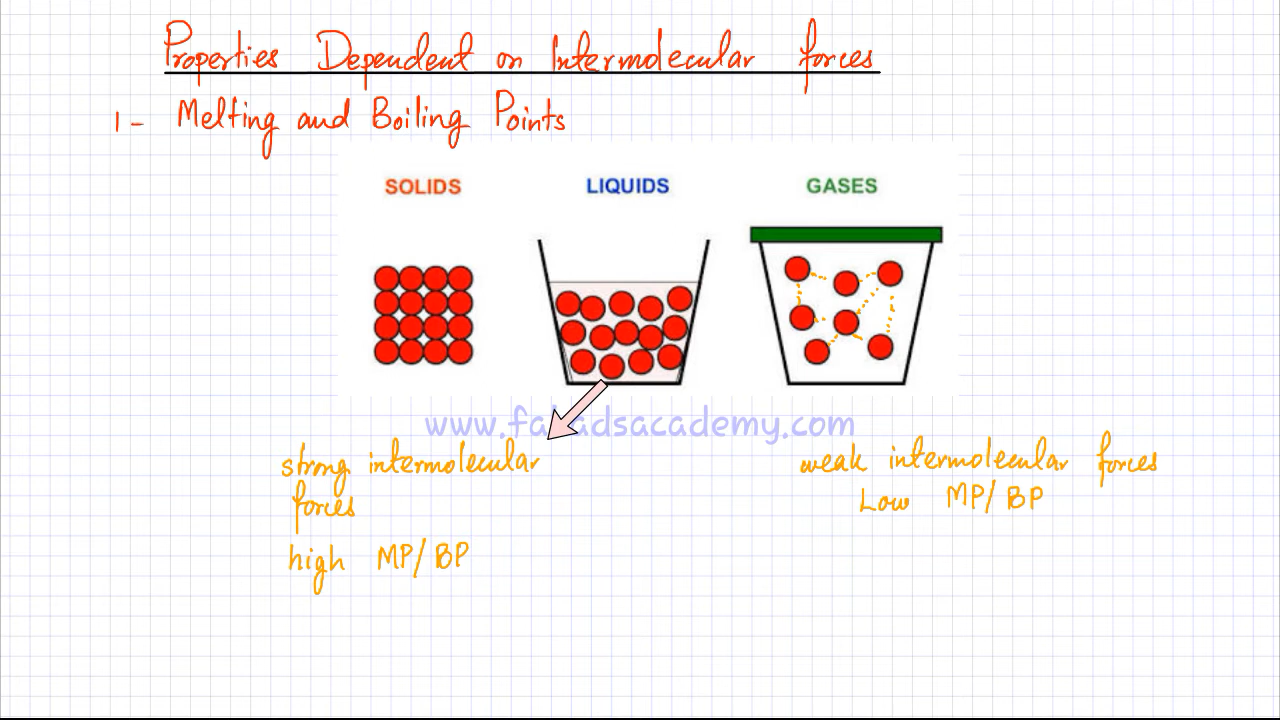 Properties Dependent on Intermolecular forces
1- Melting and Boiling Points
SOLIDS LIQUIDS GASES
www.fahadsacademy.com
strong intermolecular
forces
high MP/BP
weak intermolecular forces
Low MP/BP